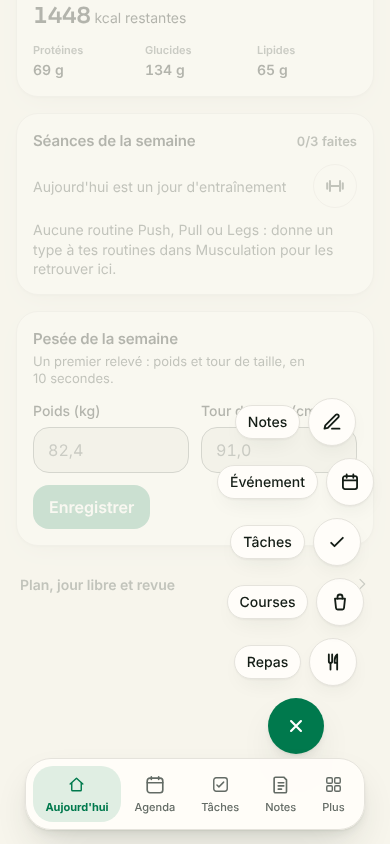 1448 kcal restantes
Protéines Glucides Lipides
69 g 134 g 65 g
Séances de la semaine 0/3 faites
Aujourd'hui est un jour d'entraînement
Aucune routine Push, Pull ou Legs : donne un
type à tes routines dans Musculation pour les
retrouver ici.
Pesée de la semaine
Un premier relevé : poids et tour de taille, en
10 secondes.
Poids (kg) Tour
82,4 91,0
Enregistrer
Notes
Événement
Tâches
Plan, jour libre et revue
Courses
Repas
Aujourd'hui Agenda Tâches Notes Plus